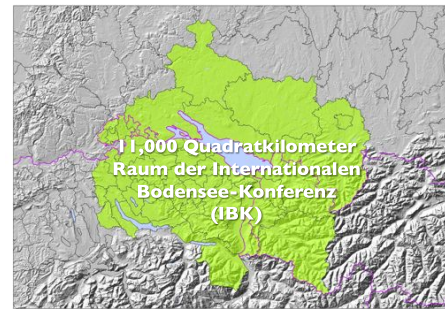 11,000 Quadratkilometer
Raum der Internationalen
Bodensee-Konferenz
(IBK)